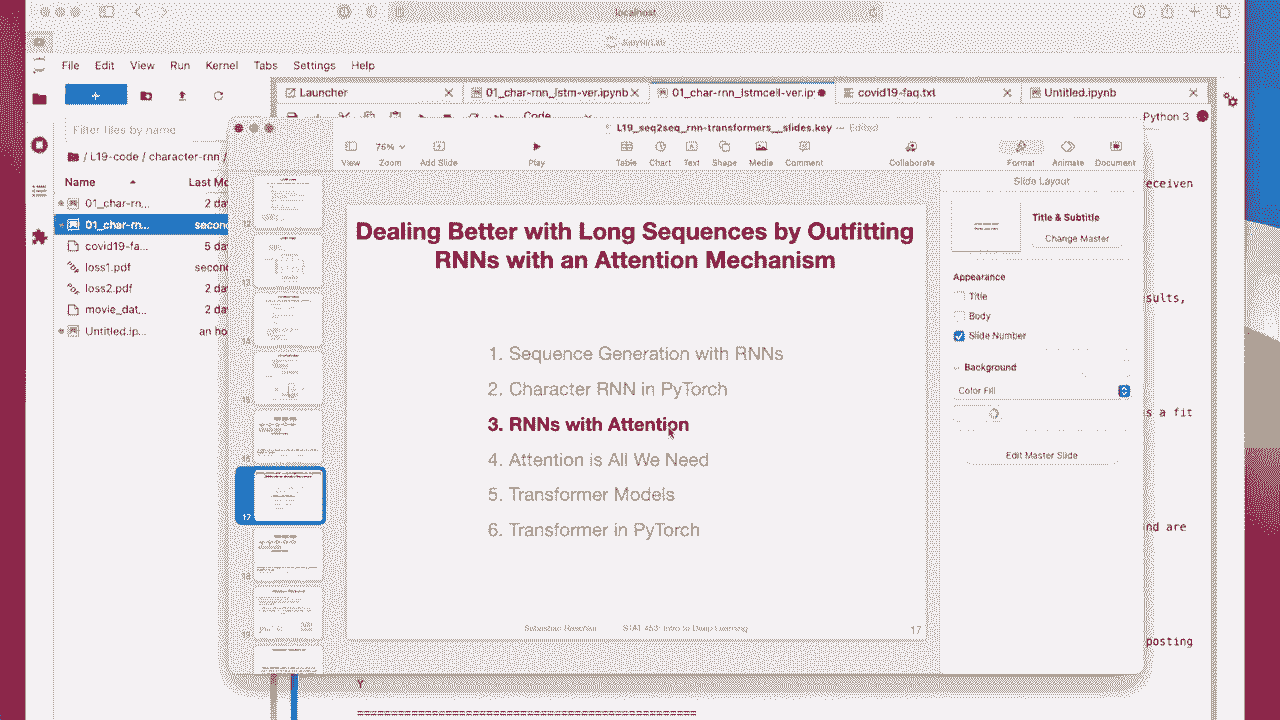 localhost
JupyterLab
File Edit View Run Kernel Tabs Settings Help
Launcher
01_char-rnn_lstm-ver.ipynb
01_char-rnn_lstmcell-ver.ip
covid19-faq.txt
Untitled.ipynb
Code
Python 3
Filter files by name
/ L19-code / character-rnn /
Name Last Mo
01_char-rn... 2 da
01_char-rn... secon
covid19-fa... 5 da
loss1.pdf secon
loss2.pdf 2 da
movie_dat... 2 da
Untitled.ip... an ho
L19_seq2seq_rnn-transformers__slides.key — Edited
76%
View Zoom Add Slide Play Table Chart Text Shape Media Comment Collaborate Format Animate Document
17
Dealing Better with Long Sequences by Outfitting
RNNs with an Attention Mechanism
1. Sequence Generation with RNNs
2. Character RNN in PyTorch
3. RNNs with Attention
4. Attention is All We Need
5. Transformer Models
6. Transformer in PyTorch
Sebastian Raschka STAT 453: Intro to Deep Learning 17
Slide Layout
Title & Subtitle
Change Master
Appearance
Title
Body
Slide Number
Background
Color Fill
Edit Master Slide
eceiven
sults,
s a fit
nd are
posting
Y
==================================================